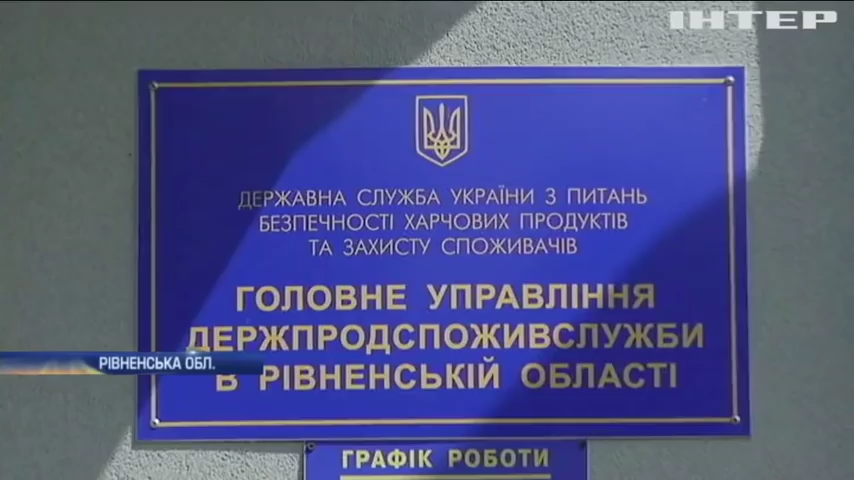 ІНТЕР
ДЕРЖАВНА СЛУЖБА УКРАЇНИ З ПИТАНЬ
БЕЗПЕЧНОСТІ ХАРЧОВИХ ПРОДУКТІВ
ТА ЗАХИСТУ СПОЖИВАЧІВ
ГОЛОВНЕ УПРАВЛІННЯ
ДЕРЖПРОДСПОЖИВСЛУЖБИ
РІВНЕНСЬКА ОБЛ.
В РІВНЕНСЬКІЙ ОБЛАСТІ
ГРАФІК РОБОТИ